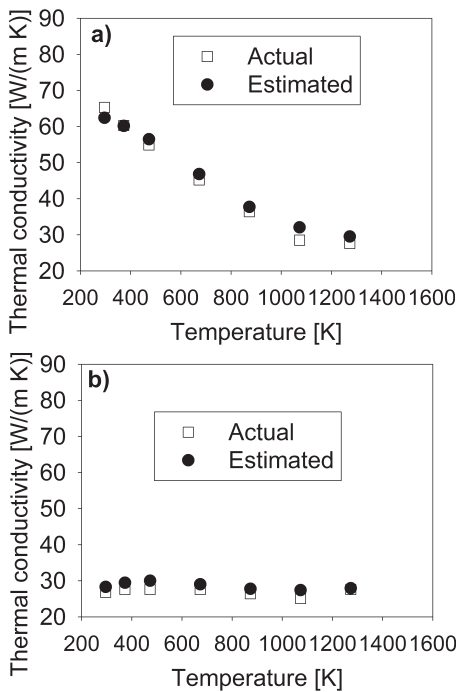 a)
Actual
Estimated
Thermal conductivity [W/(m K)]
90
80
70
60
50
40
30
20
200 400 600 800 1000 1200 1400 1600
Temperature [K]
b)
Actual
Estimated
Thermal conductivity [W/(m K)]
90
80
70
60
50
40
30
20
200 400 600 800 1000 1200 1400 1600
Temperature [K]